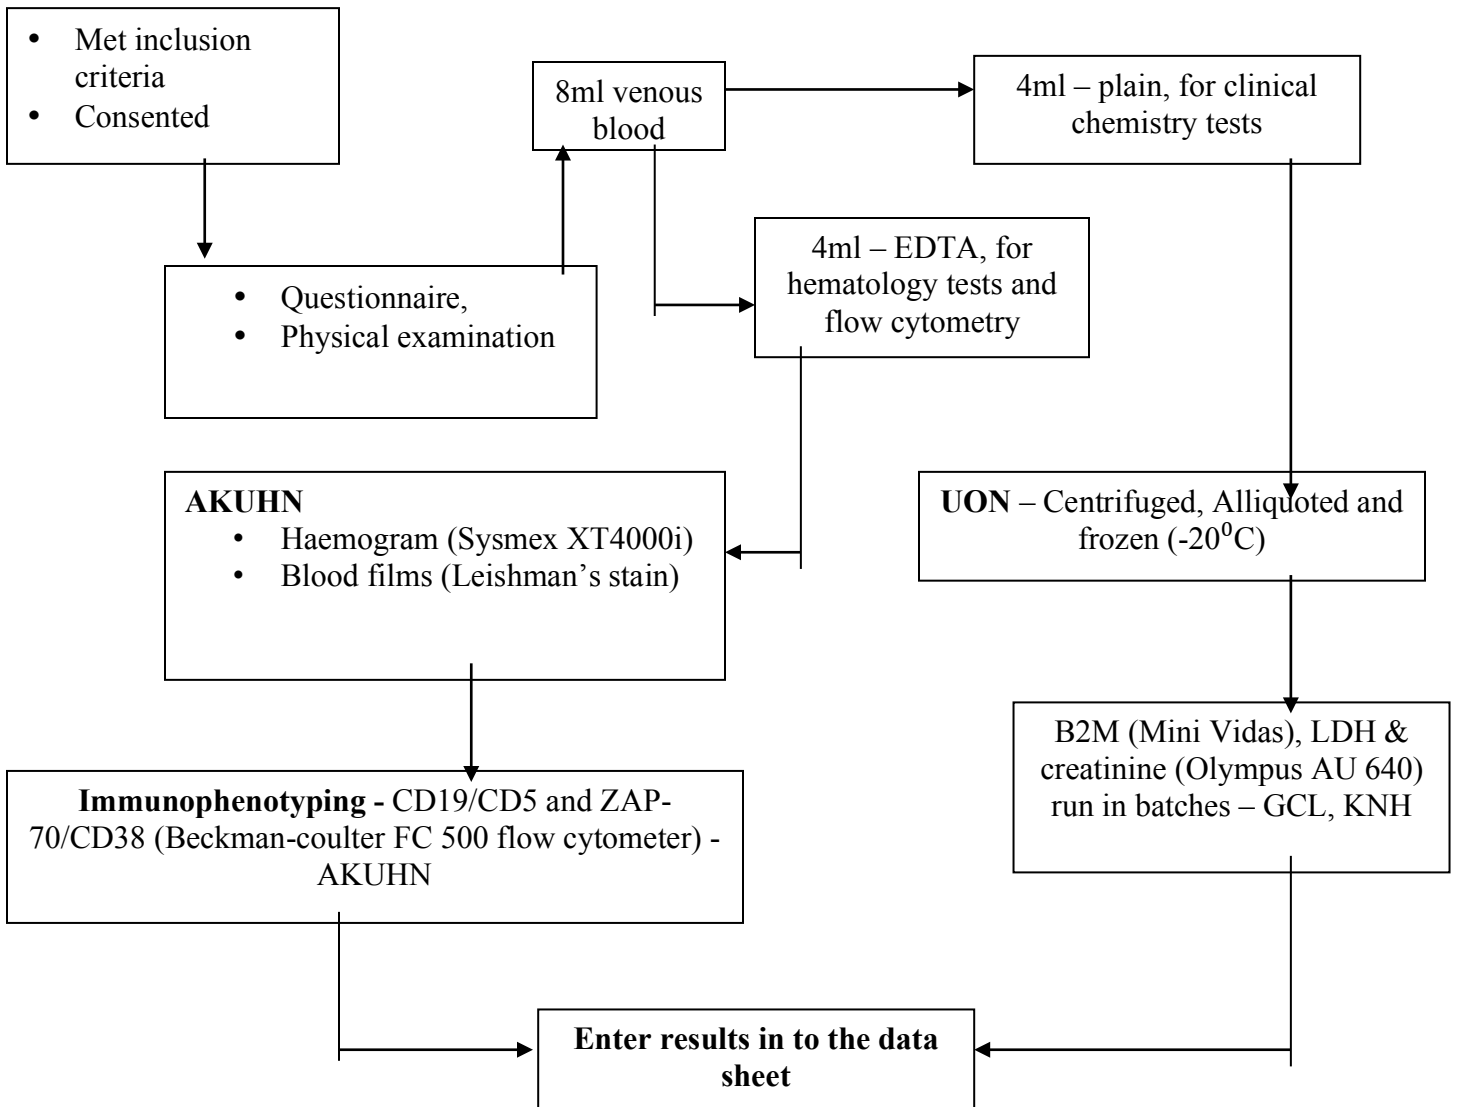 • Met inclusion
criteria
• Consented
8ml venous
blood
4ml – plain, for clinical
chemistry tests
4ml – EDTA, for
hematology tests and
flow cytometry
• Questionnaire,
• Physical examination
AKUHN
• Haemogram (Sysmex XT4000i)
• Blood films (Leishman’s stain)
UON – Centrifuged, Alliquoted and
frozen (-20⁰C)
B2M (Mini Vidas), LDH &
creatinine (Olympus AU 640)
run in batches – GCL, KNH
Immunophenotyping - CD19/CD5 and ZAP-
70/CD38 (Beckman-coulter FC 500 flow cytometer) -
AKUHN
Enter results in to the data
sheet